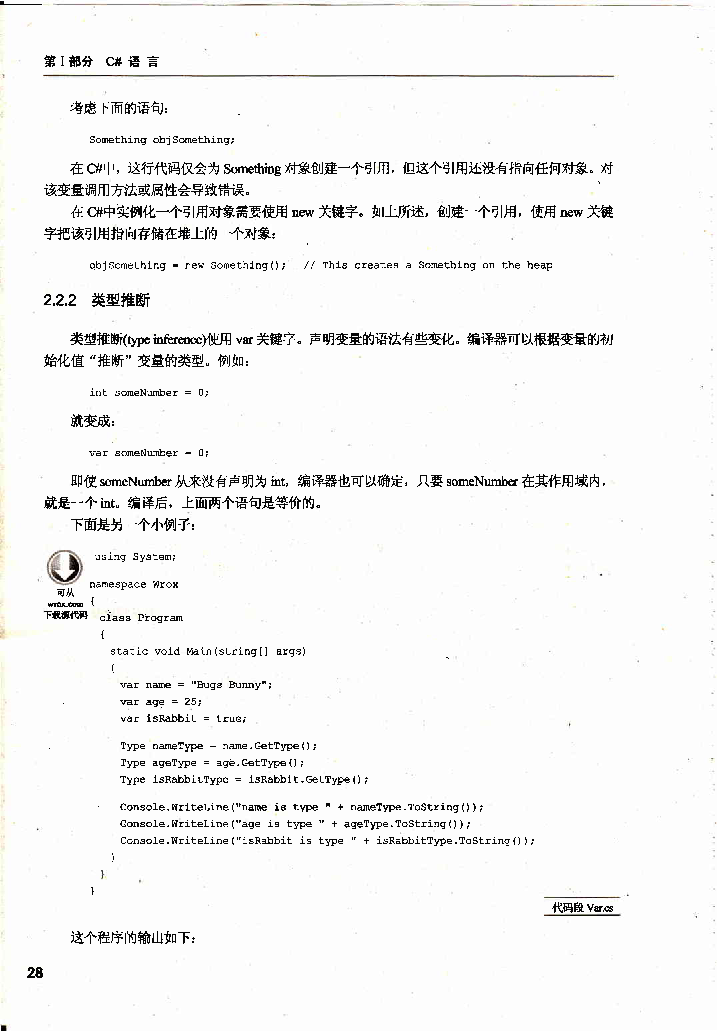 第 I 部分 C# 语 言
考虑下面的语句：
Something objSomething;
在 C#中，这行代码仅会为 Something 对象创建一个引用，但这个引用还没有指向任何对象。对
该变量调用方法或属性会导致错误。
在 C#中实例化一个引用对象需要使用 new 关键字。如上所述，创建一个引用，使用 new 关键
字把该引用指向存储在堆上的一个对象：
objSomething = new Something(); // This creates a Something on the heap
2.2.2 类型推断
类型推断(type inference)使用 var 关键字。声明变量的语法有些变化。编译器可以根据变量的初
始化值“推断”变量的类型。例如：
int someNumber = 0;
就变成：
var someNumber = 0;
即使 someNumber 从来没有声明为 int，编译器也可以确定，只要 someNumber 在其作用域内，
就是一个 int。编译后，上面两个语句是等价的。
下面是另一个小例子：
using System;
namespace Wrox
可从
wrox.com
{
下载源代码
class Program
{
static void Main(string[] args)
{
var name = "Bugs Bunny";
var age = 25;
var isRabbit = true;
Type nameType = name.GetType();
Type ageType = age.GetType();
Type isRabbitType = isRabbit.GetType();
Console.WriteLine("name is type " + nameType.ToString());
Console.WriteLine("age is type " + ageType.ToString());
Console.WriteLine("isRabbit is type " + isRabbitType.ToString());
}
}
}
代码段 Var.cs
这个程序的输出如下：
28